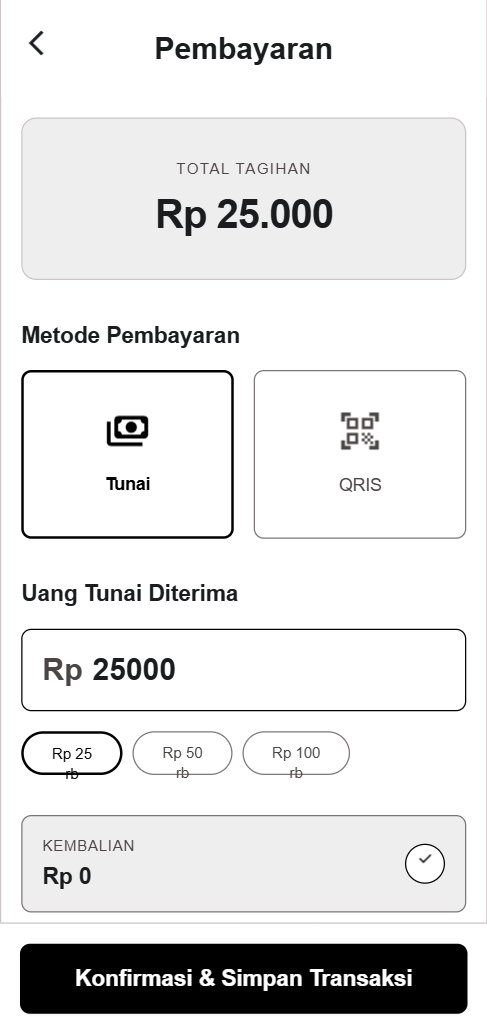 Pembayaran
TOTAL TAGIHAN
Rp 25.000
Metode Pembayaran
Tunai
QRIS
Uang Tunai Diterima
Rp 25000
Rp 25 rb
Rp 50 rb
Rp 100 rb
KEMBALIAN
Rp 0
Konfirmasi & Simpan Transaksi